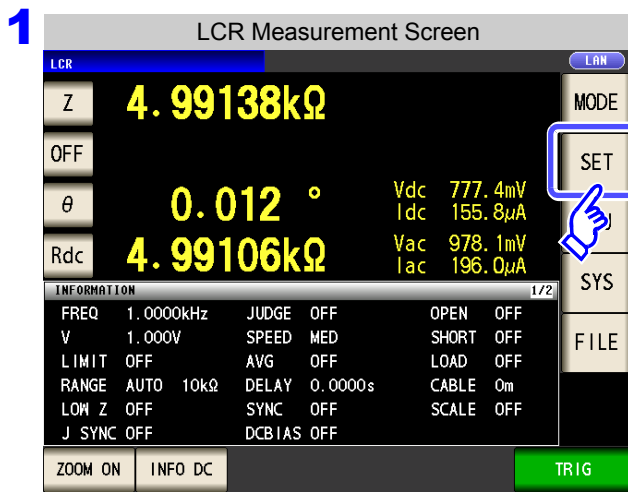 1
LCR Measurement Screen
LCR
LAN
Z 4.99138kΩ
MODE
OFF
SET
θ 0.012 °
Vdc 777.4mV
Idc 155.8μA
Rdc 4.99106kΩ
Vac 978.1mV
Iac 196.0μA
SYS
INFORMATION 1/2
FREQ 1.0000kHz JUDGE OFF OPEN OFF
V 1.000V SPEED MED SHORT OFF
FILE
LIMIT OFF AVG OFF LOAD OFF
RANGE AUTO 10kΩ DELAY 0.0000s CABLE 0m
LOW Z OFF SYNC OFF SCALE OFF
J SYNC OFF DCBIAS OFF
ZOOM ON INFO DC TRIG